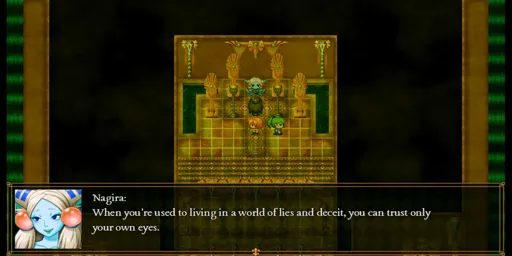 Nagira:
When you're used to living in a world of lies and deceit, you can trust only
your own eyes.